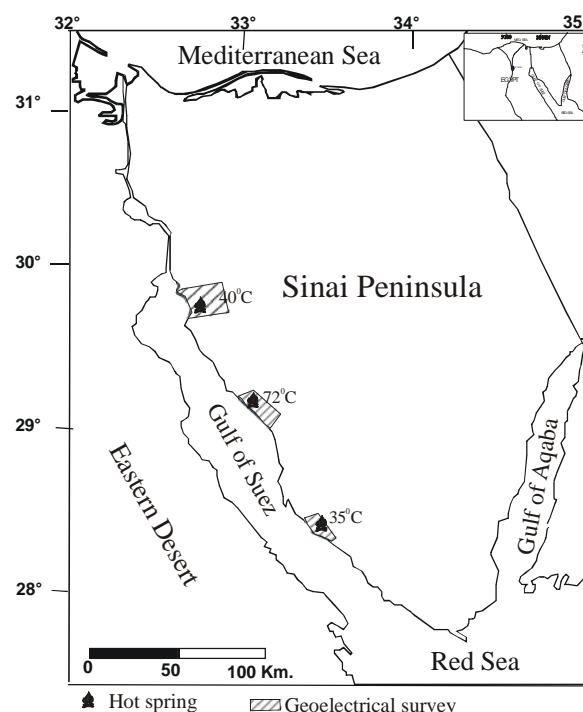 32° 33° 34° 35
Mediterranean Sea
EGYPT
31°
30°
40°C
Sinai Peninsula
72°C
29°
Gulf of Suez
Gulf of Aqaba
Eastern Desert
35°C
28°
0 50 100 Km.
Red Sea
Hot spring
Geoelectrical survey